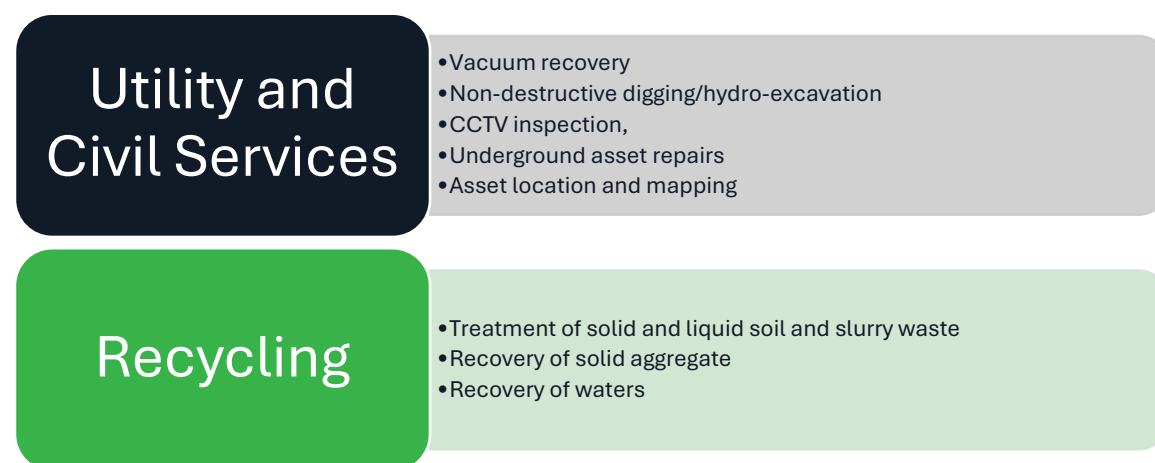 Utility and
Civil Services
•Vacuum recovery
•Non-destructive digging/hydro-excavation
•CCTV inspection,
•Underground asset repairs
•Asset location and mapping
Recycling
•Treatment of solid and liquid soil and slurry waste
•Recovery of solid aggregate
•Recovery of waters